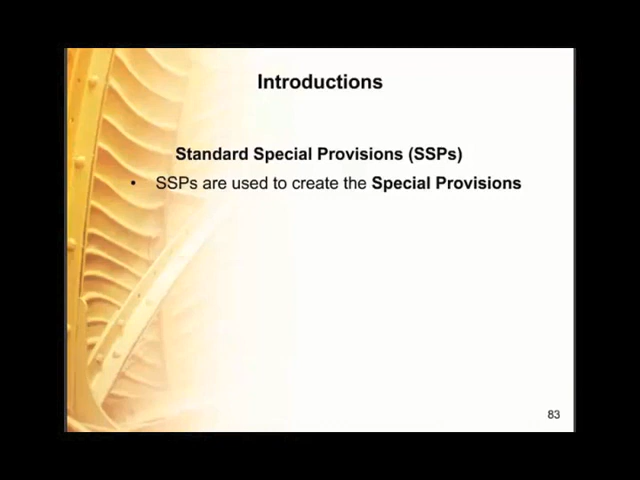 Introductions
Standard Special Provisions (SSPs)
• SSPs are used to create the Special Provisions
83